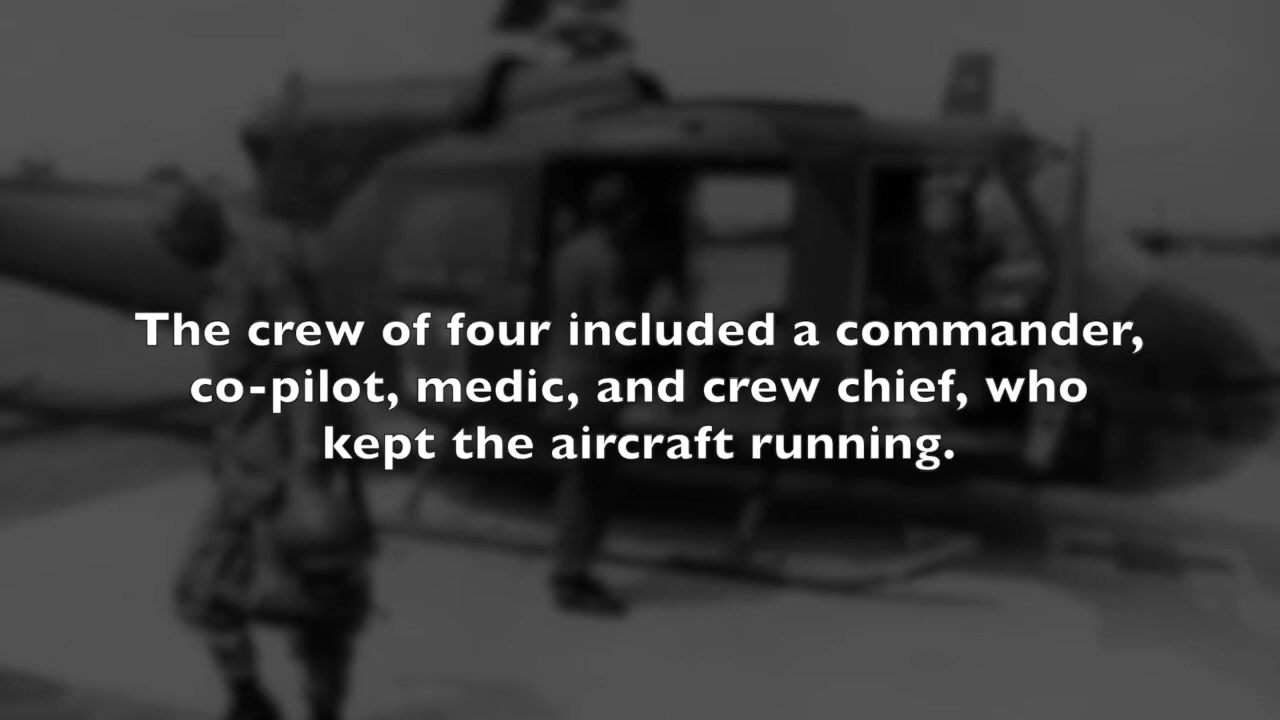 The crew of four included a commander,
co-pilot, medic, and crew chief, who
kept the aircraft running.